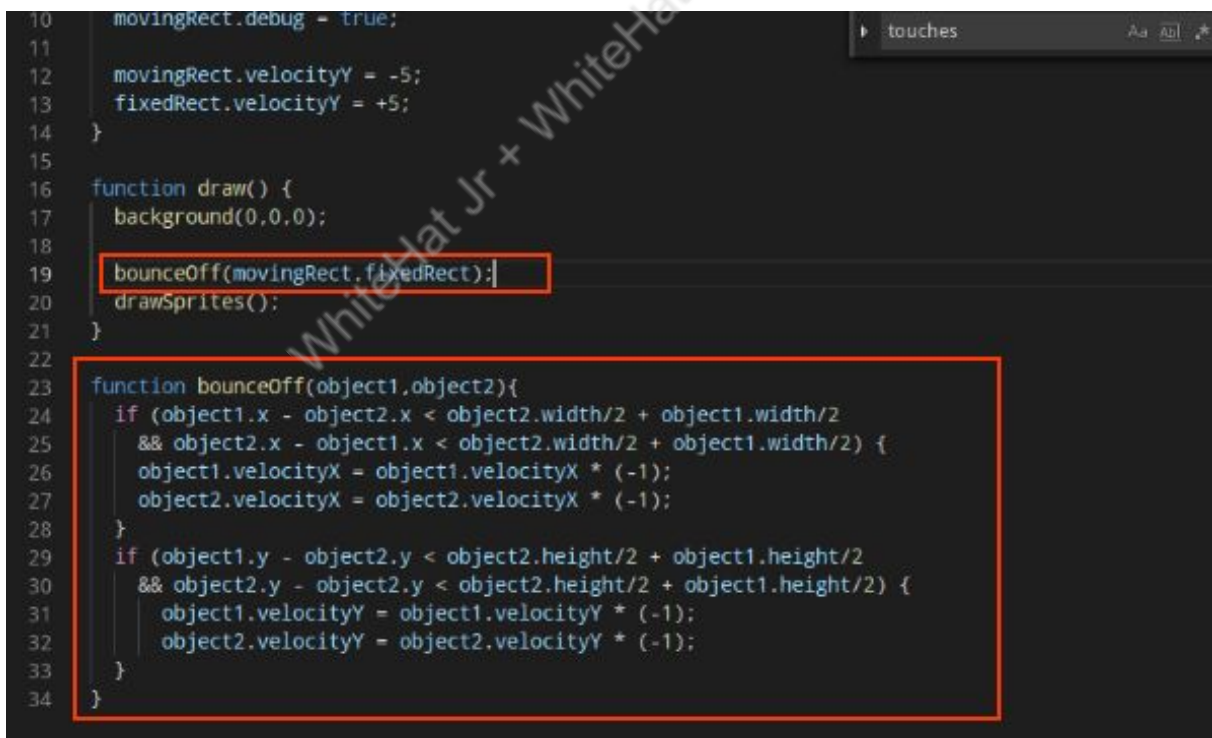 10 movingRect.debug = true;
touches Aa Abl .*
11
12 movingRect.velocityY = -5;
13 fixedRect.velocityY = +5;
14 }
15
16 function draw() {
17 background(0,0,0);
18
19 bounceOff(movingRect,fixedRect);
20 drawSprites();
21 }
22
23 function bounceOff(object1,object2){
24 if (object1.x - object2.x < object2.width/2 + object1.width/2
25 && object2.x - object1.x < object2.width/2 + object1.width/2) {
26 object1.velocityX = object1.velocityX * (-1);
27 object2.velocityX = object2.velocityX * (-1);
28 }
29 if (object1.y - object2.y < object2.height/2 + object1.height/2
30 && object2.y - object2.y < object2.height/2 + object1.height/2) {
31 object1.velocityY = object1.velocityY * (-1);
32 object2.velocityY = object2.velocityY * (-1);
33 }
34 }
WhiteHat Jr + WhiteHat